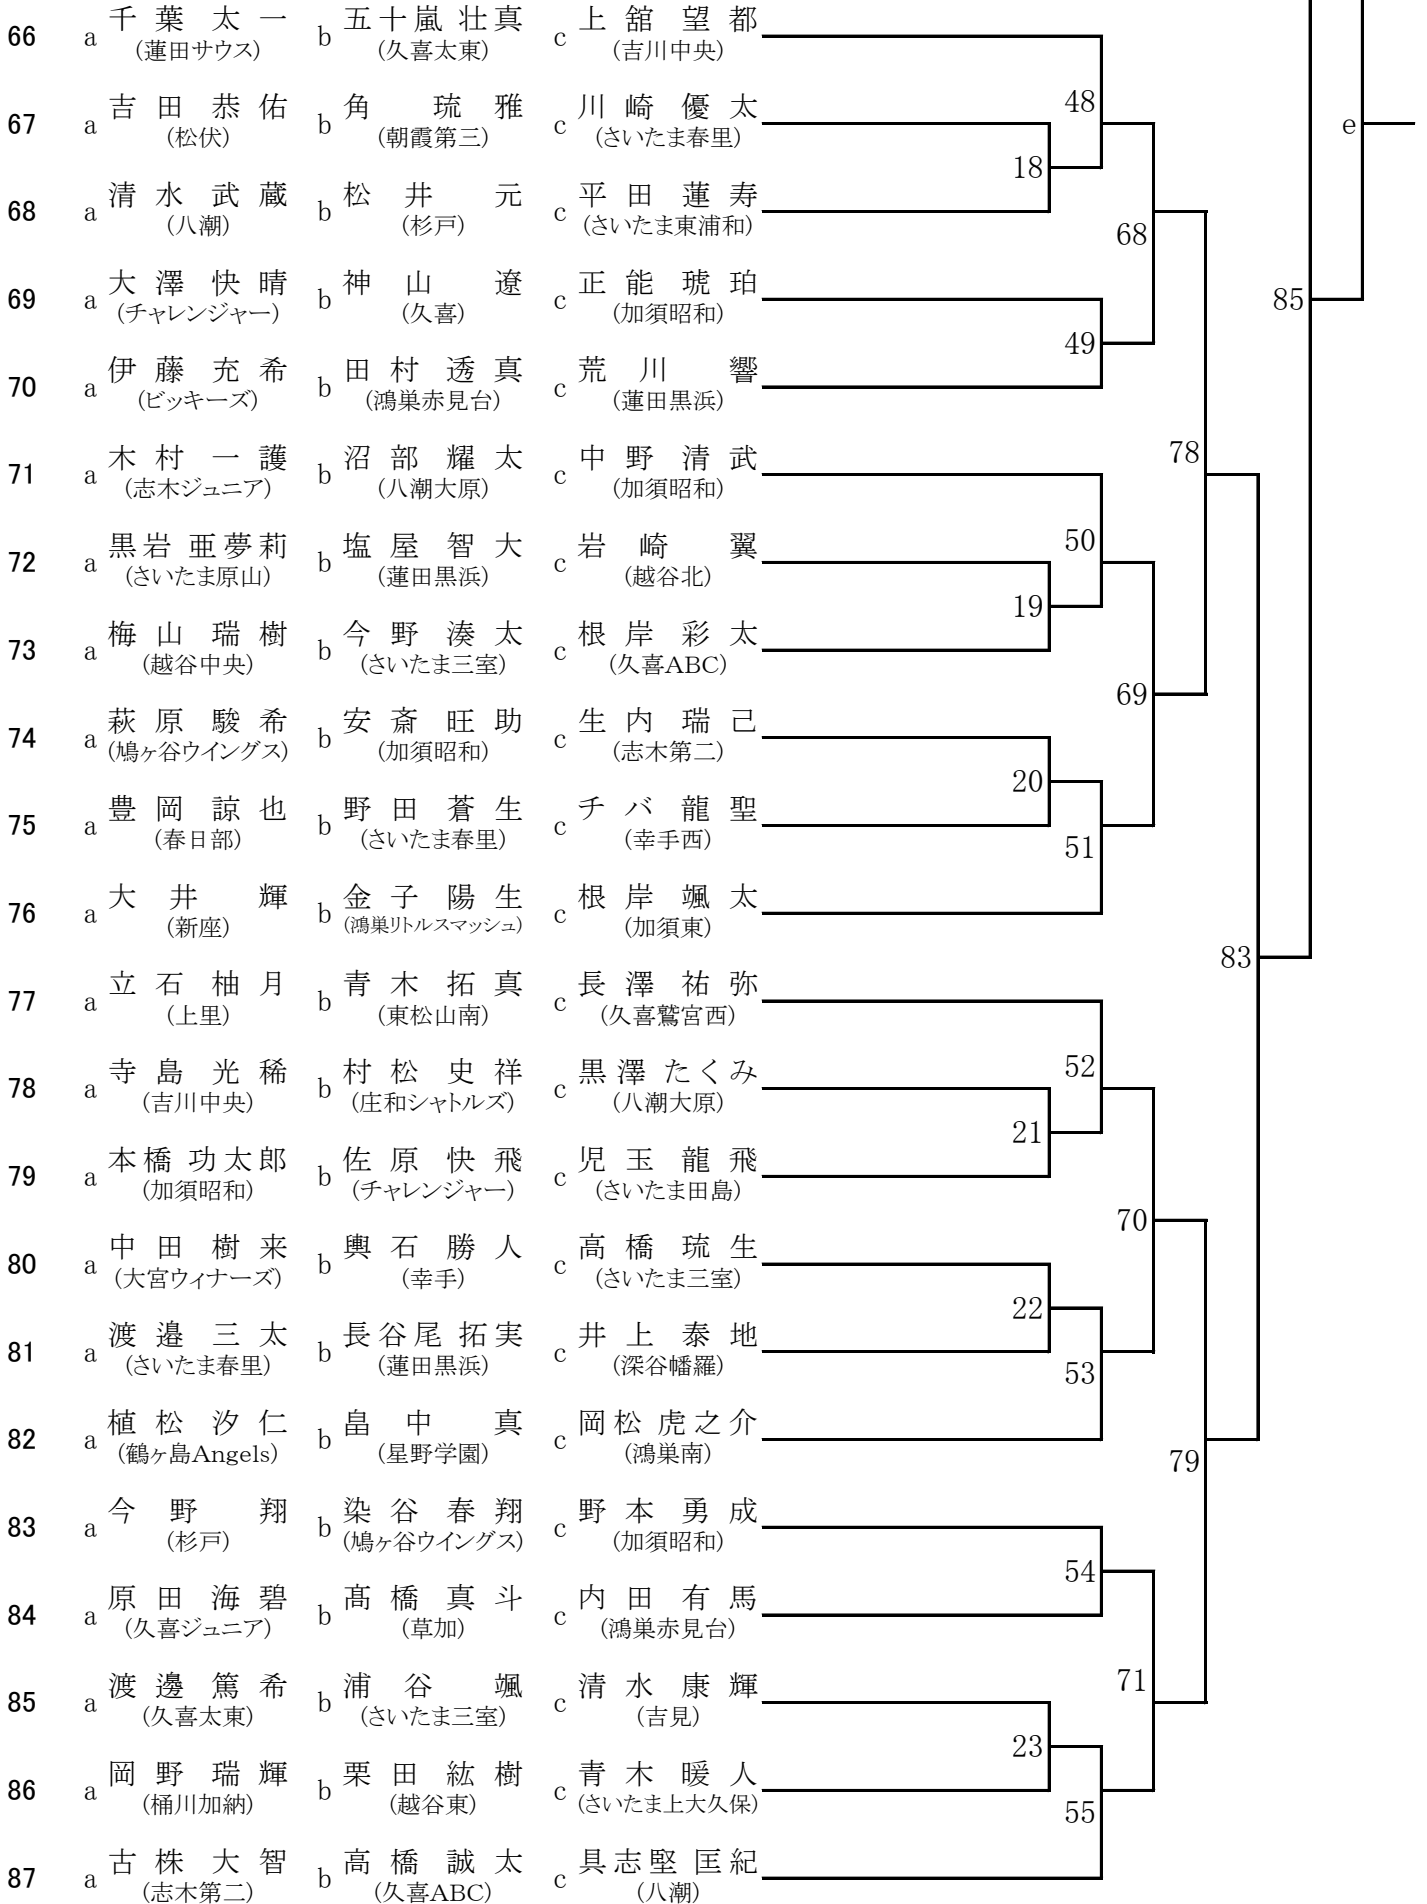 66 a 千葉太一 b 五十嵐壮真 c 上舘望都
(蓮田サウス) (久喜太東) (吉川中央)
48
67 a 吉田恭佑 b 角琉雅 c 川崎優太 e
(松伏) (朝霞第三) (さいたま春里)
18
68 a 清水武蔵 b 松井元 c 平田蓮寿
(八潮) (杉戸) (さいたま東浦和)
68
69 a 大澤快晴 b 神山遼 c 正能琥珀 85
(チャレンジャー) (久喜) (加須昭和)
49
70 a 伊藤充希 b 田村透真 c 荒川響
(ビッキーズ) (鴻巣赤見台) (蓮田黒浜)
78
71 a 木村一護 b 沼部耀太 c 中野清武
(志木ジュニア) (八潮大原) (加須昭和)
50
72 a 黒岩亜夢莉 b 塩屋智大 c 岩崎翼
(さいたま原山) (蓮田黒浜) (越谷北)
19
73 a 梅山瑞樹 b 今野湊太 c 根岸彩太
(越谷中央) (さいたま三室) (久喜ABC)
69
74 a 萩原駿希 b 安斎旺助 c 生内瑞己
(鳩ヶ谷ウイングス) (加須昭和) (志木第二)
20
75 a 豊岡諒也 b 野田蒼生 c チバ龍聖
(春日部) (さいたま春里) (幸手西)
51
76 a 大井輝 b 金子陽生 c 根岸颯太
(新座) (鴻巣リトルスマッシュ) (加須東)
83
77 a 立石柚月 b 青木拓真 c 長澤祐弥
(上里) (東松山南) (久喜鷲宮西)
52
78 a 寺島光稀 b 村松史祥 c 黒澤たくみ
(吉川中央) (庄和シャトルズ) (八潮大原)
21
79 a 本橋功太郎 b 佐原快飛 c 児玉龍飛
(加須昭和) (チャレンジャー) (さいたま田島)
70
80 a 中田樹来 b 輿石勝人 c 高橋琉生
(大宮ウィナーズ) (幸手) (さいたま三室)
22
81 a 渡邉三太 b 長谷尾拓実 c 井上泰地
(さいたま春里) (蓮田黒浜) (深谷幡羅)
53
82 a 植松汐仁 b 畠中真 c 岡松虎之介
(鶴ヶ島Angels) (星野学園) (鴻巣南)
79
83 a 今野翔 b 染谷春翔 c 野本勇成
(杉戸) (鳩ヶ谷ウイングス) (加須昭和)
54
84 a 原田海碧 b 髙橋真斗 c 内田有馬
(久喜ジュニア) (草加) (鴻巣赤見台)
71
85 a 渡邊篤希 b 浦谷颯 c 清水康輝
(久喜太東) (さいたま三室) (吉見)
23
86 a 岡野瑞輝 b 栗田紘樹 c 青木暖人
(桶川加納) (越谷東) (さいたま上大久保)
55
87 a 古株大智 b 高橋誠太 c 具志堅匡紀
(志木第二) (久喜ABC) (八潮)